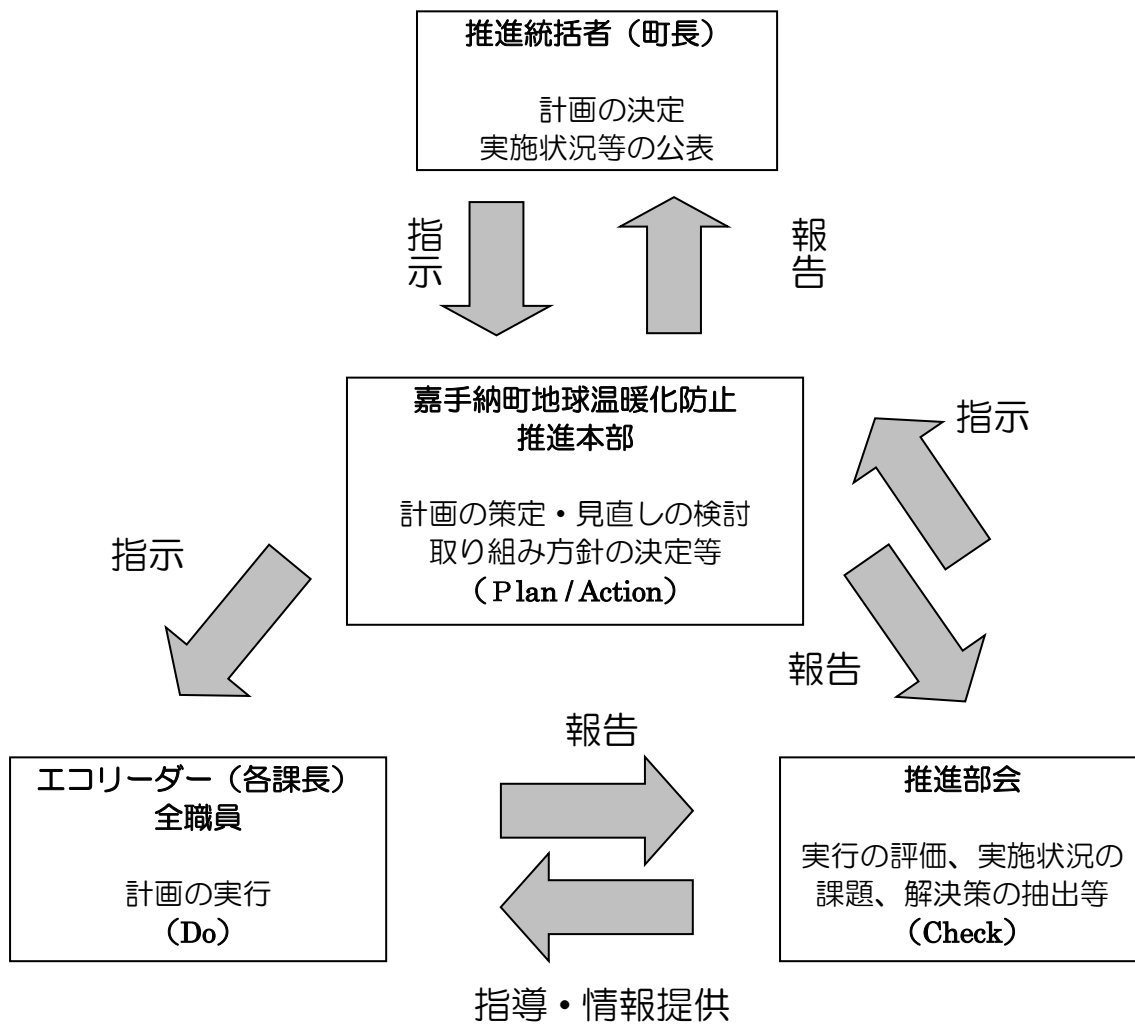 推進統括者（町長）
計画の決定
実施状況等の公表
指示
報告
嘉手納町地球温暖化防止
推進本部
計画の策定・見直しの検討
取り組み方針の決定等
（Ｐlan / Action）
指示
指示
報告
報告
エコリーダー（各課長）
全職員
計画の実行
（Do）
推進部会
実行の評価、実施状況の
課題、解決策の抽出等
（Check）
指導・情報提供